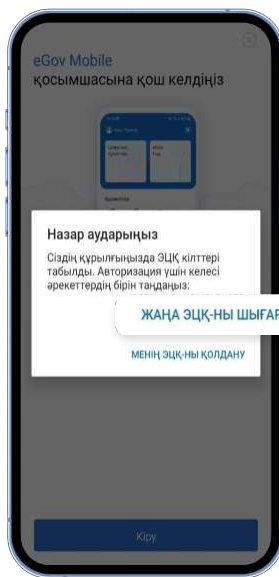 eGov Mobile
қосымшасына қош келдіңіз
Назар аударыңыз
Сіздің құрылғыңызда ЭЦҚ кілттері
табылды. Авторизация үшін келесі
әрекеттердің бірін таңдаңыз:
ЖАҢА ЭЦҚ-НЫ ШЫҒАР
МЕНІҢ ЭЦҚ-НЫ ҚОЛДАНУ
Кіру